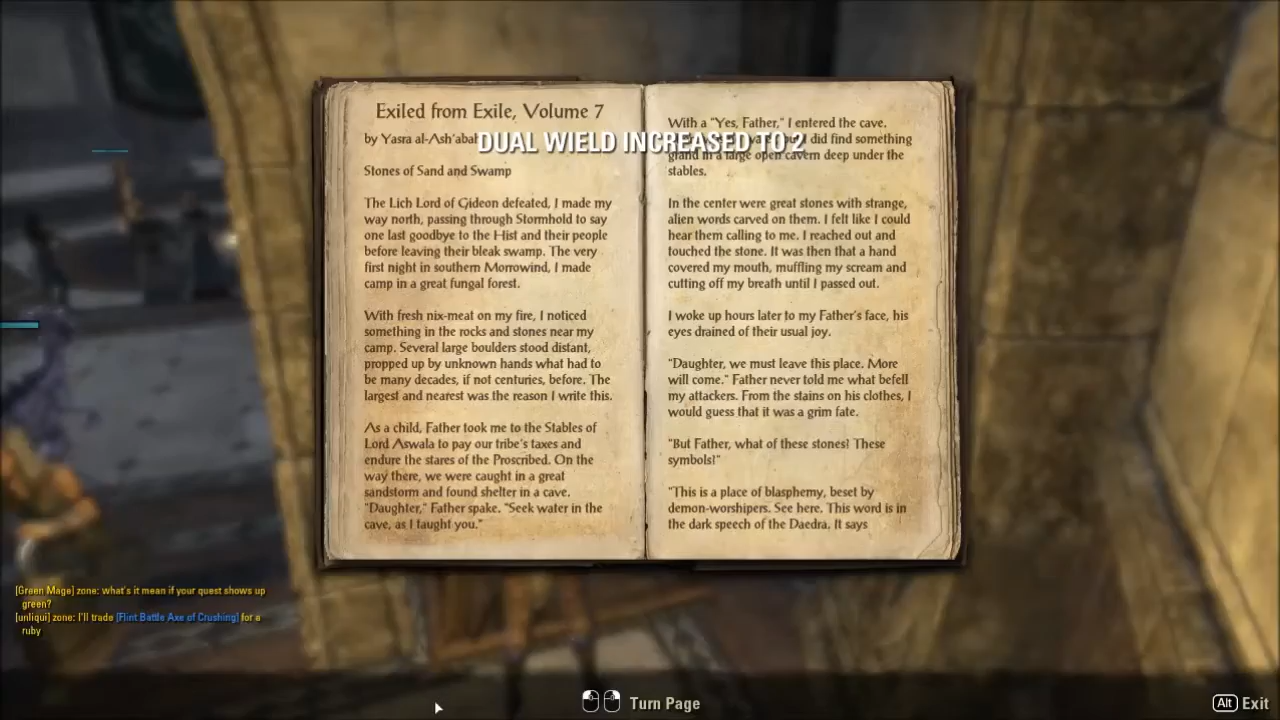 Exiled from Exile, Volume 7
by Yasra al-Ash'abah
DUAL WIELD INCREASED TO 2
Stones of Sand and Swamp
The Lich Lord of Gideon defeated, I made my
way north, passing through Stormhold to say
one last goodbye to the Hist and their people
before leaving their bleak swamp. The very
first night in southern Morrowind, I made
camp in a great fungal forest.
With fresh nix-meat on my fire, I noticed
something in the rocks and stones near my
camp. Several large boulders stood distant,
propped up by unknown hands what had to
be many decades, if not centuries, before. The
largest and nearest was the reason I write this.
As a child, Father took me to the Stables of
Lord Aswala to pay our tribe's taxes and
endure the stares of the Proscribed. On the
way there, we were caught in a great
sandstorm and found shelter in a cave.
"Daughter," Father spake. "Seek water in the
cave, as I taught you."
With a "Yes, Father," I entered the cave.
did find something
grand in a large open cavern deep under the
stables.
In the center were great stones with strange,
alien words carved on them. I felt like I could
hear them calling to me. I reached out and
touched the stone. It was then that a hand
covered my mouth, muffling my scream and
cutting off my breath until I passed out.
I woke up hours later to my Father's face, his
eyes drained of their usual joy.
"Daughter, we must leave this place. More
will come." Father never told me what befell
my attackers. From the stains on his clothes, I
would guess that it was a grim fate.
"But Father, what of these stones? These
symbols?"
"This is a place of blasphemy, beset by
demon-worshipers. See here. This word is in
the dark speech of the Daedra. It says
[Green Mage] zone: what's it mean if your quest shows up
green?
[unliqui] zone: I'll trade [Flint Battle Axe of Crushing] for a
ruby
Turn Page
Alt Exit